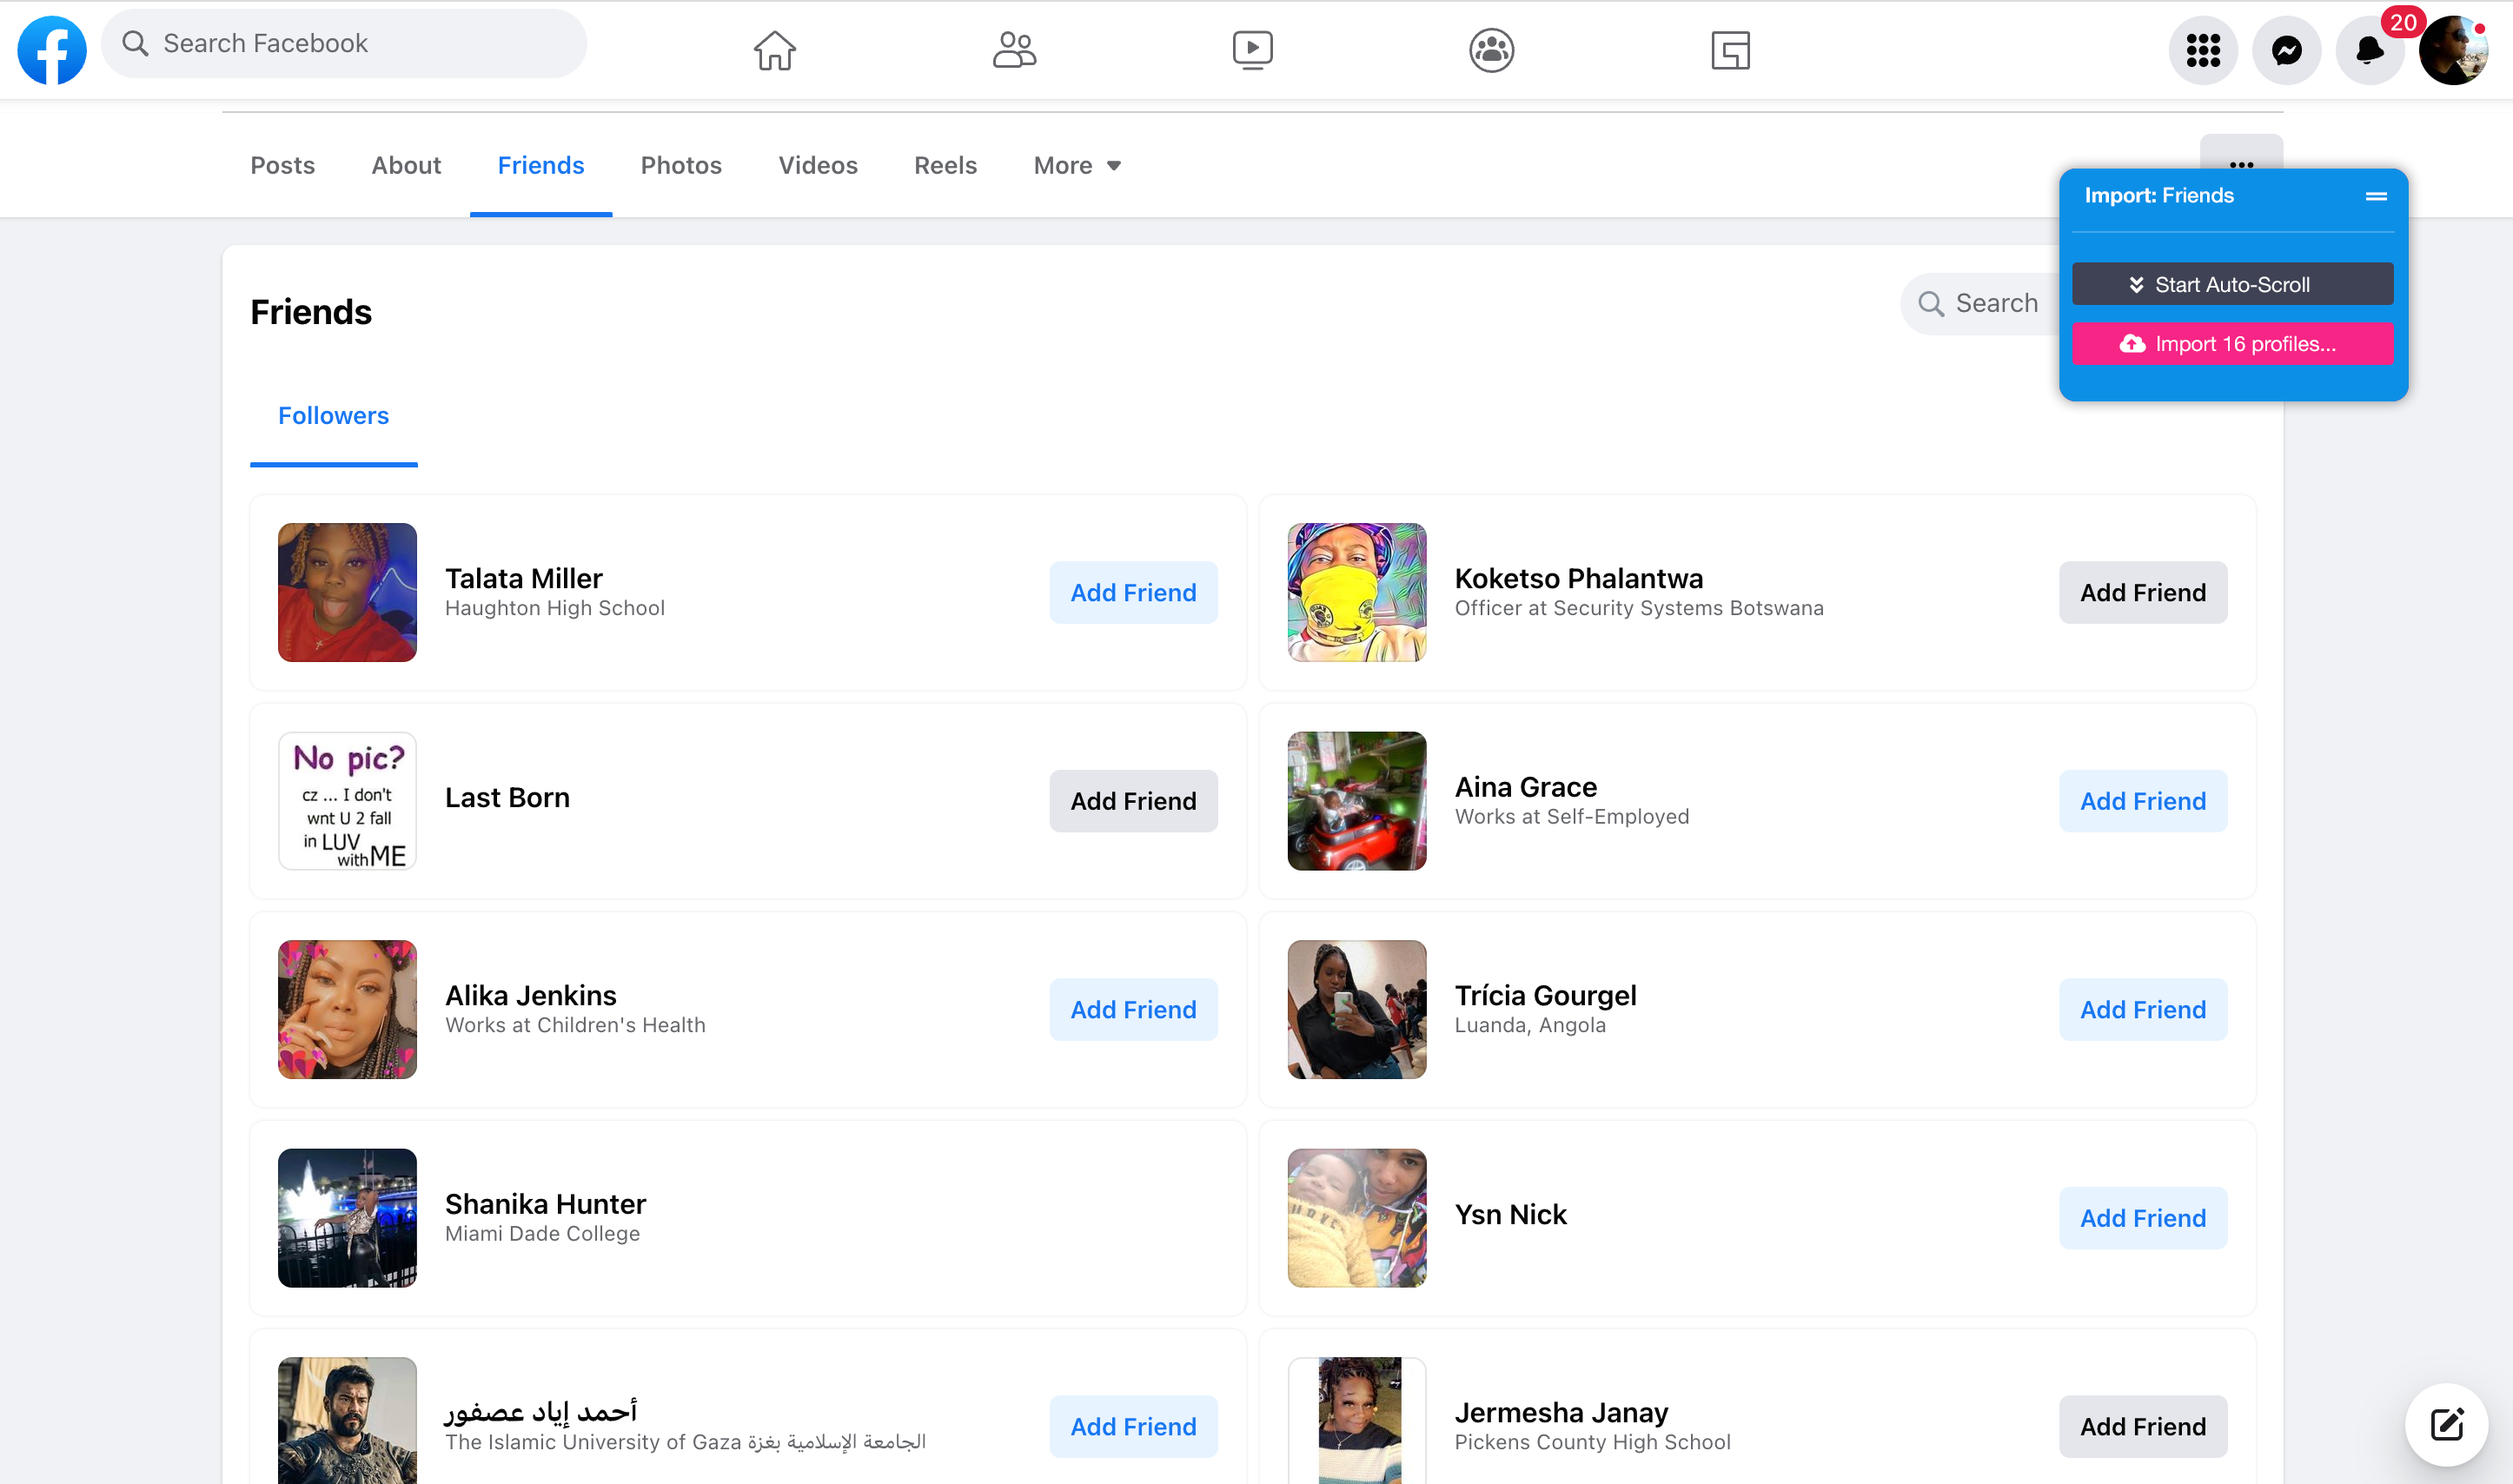 Search Facebook
20
Posts
About
Friends
Photos
Videos
Reels
More
Import: Friends
Start Auto-Scroll
Import 16 profiles...
Friends
Search
Followers
Talata Miller
Haughton High School
Add Friend
Koketso Phalantwa
Officer at Security Systems Botswana
Add Friend
No pic?
cz ... I don't
wnt U 2 fall
in LUV
with ME
Last Born
Add Friend
Aina Grace
Works at Self-Employed
Add Friend
Alika Jenkins
Works at Children's Health
Add Friend
Trícia Gourgel
Luanda, Angola
Add Friend
Shanika Hunter
Miami Dade College
Ysn Nick
Add Friend
أحمد إياد عصفور
The Islamic University of Gaza الجامعة الإسلامية بغزة
Add Friend
Jermesha Janay
Pickens County High School
Add Friend